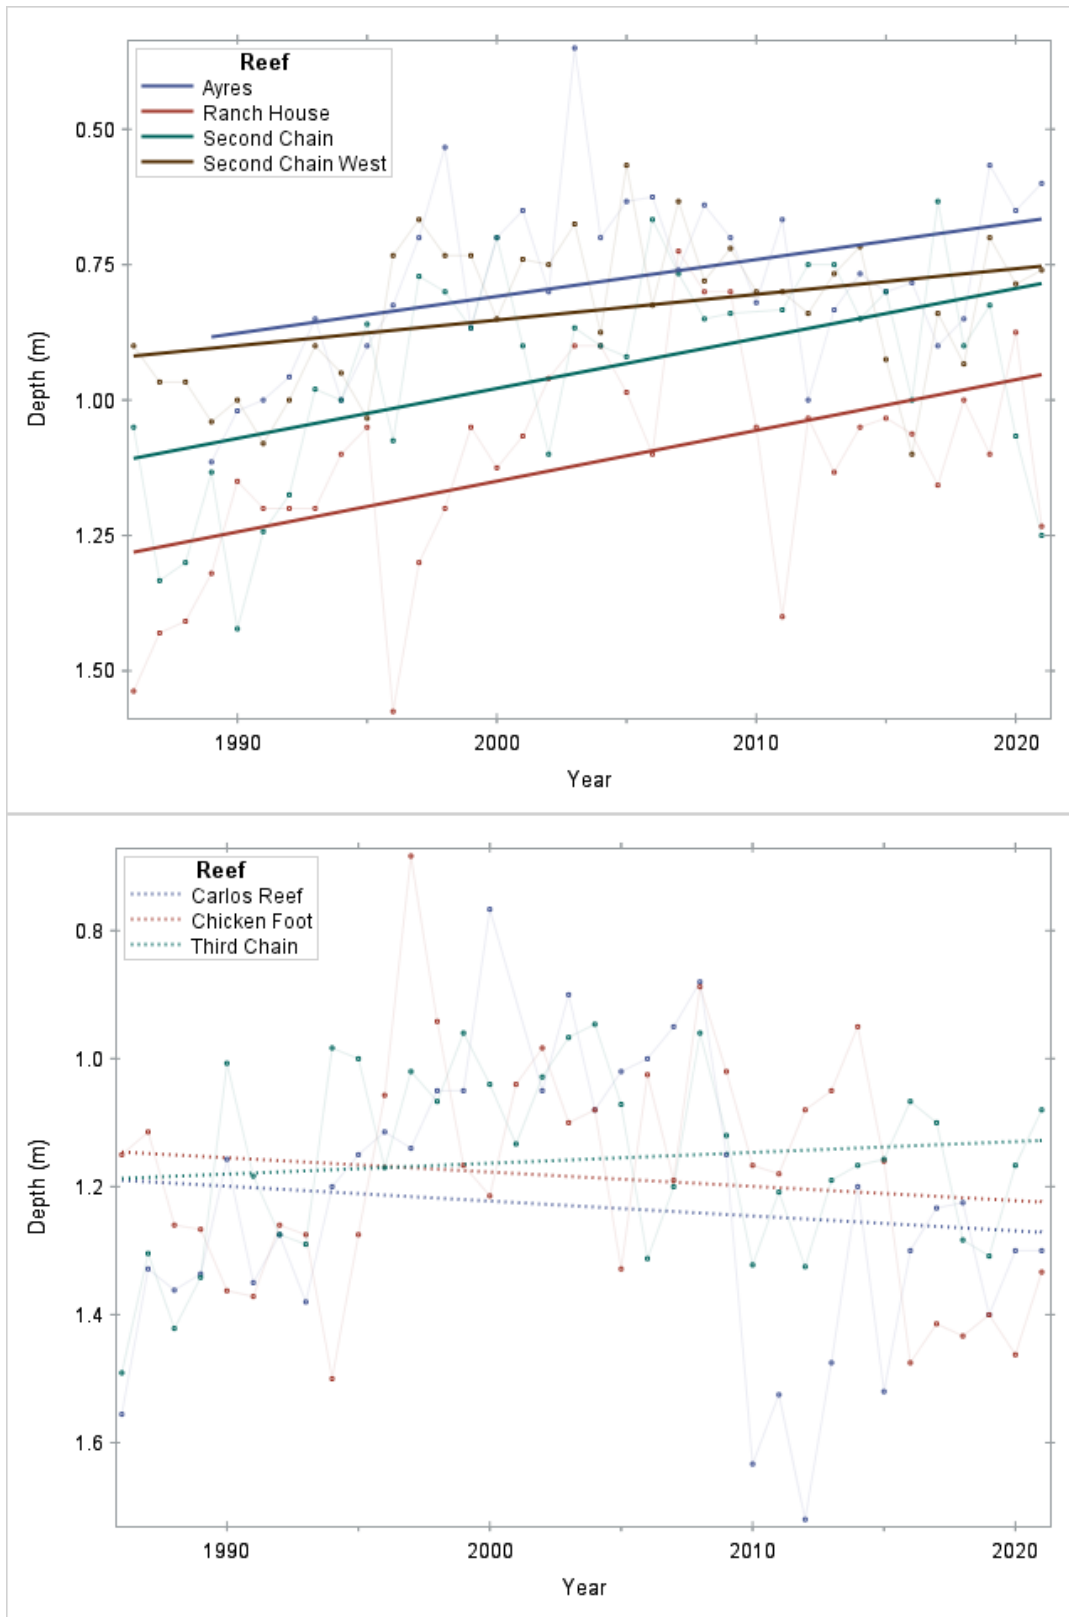 Reef
Ayres
Ranch House
Second Chain
Second Chain West
0.50
0.75
1.00
1.25
1.50
Depth (m)
1990 2000 2010 2020
Year
Reef
Carlos Reef
Chicken Foot
Third Chain
0.8
1.0
1.2
1.4
1.6
Depth (m)
1990 2000 2010 2020
Year